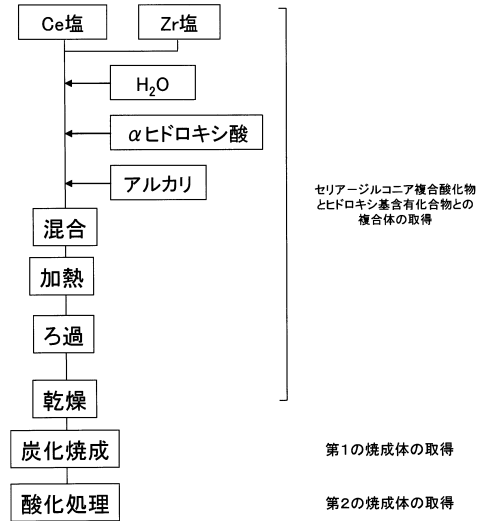 Ce塩
Zr塩
H₂O
αヒドロキシ酸
アルカリ
混合
加熱
ろ過
乾燥
炭化焼成
酸化処理
セリアージルコニア複合酸化物
とヒドロキシ基含有化合物との
複合体の取得
第1の焼成体の取得
第2の焼成体の取得